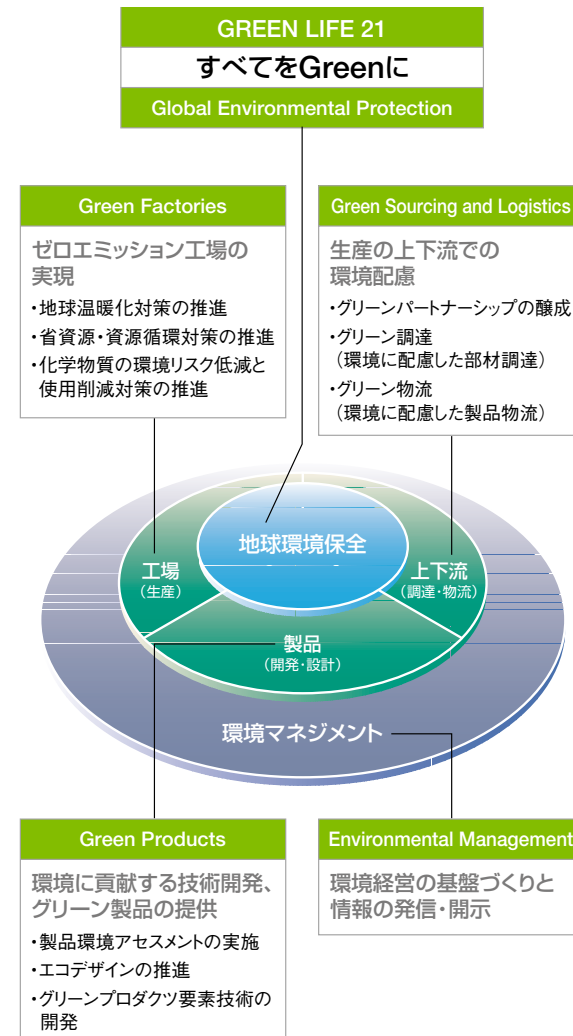 GREEN LIFE 21
すべてをGreenに
Global Environmental Protection
Green Factories
ゼロエミッション工場の
実現
・地球温暖化対策の推進
・省資源・資源循環対策の推進
・化学物質の環境リスク低減と
使用削減対策の推進
Green Sourcing and Logistics
生産の上下流での
環境配慮
・グリーンパートナーシップの醸成
・グリーン調達
（環境に配慮した部材調達）
・グリーン物流
（環境に配慮した製品物流）
地球環境保全
工場
（生産）
上下流
（調達・物流）
製品
（開発・設計）
環境マネジメント
Green Products
環境に貢献する技術開発、
グリーン製品の提供
・製品環境アセスメントの実施
・エコデザインの推進
・グリーンプロダクツ要素技術の
開発
Environmental Management
環境経営の基盤づくりと
情報の発信・開示